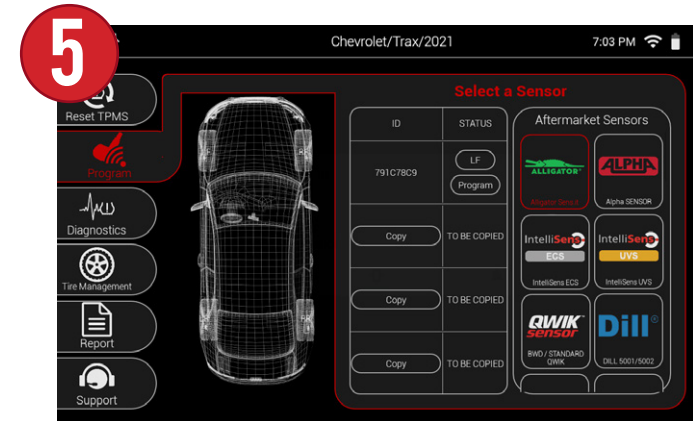 5
Chevrolet/Trax/2021
7:03 PM
Reset TPMS
Program
Diagnostics
Tire Management
Report
Support
Select a Sensor
ID
STATUS
791C78C9
LF
Program
Copy
TO BE COPIED
Copy
TO BE COPIED
Copy
TO BE COPIED
Aftermarket Sensors
ALLIGATOR®
Alligator Sens.it
ALPHA
Alpha SENSOR
IntelliSens
ECS
IntelliSens ECS
IntelliSens
UVS
IntelliSens UVS
QWIK
sensor
BWD / STANDARD
QWIK
Dill®
DILL 5001/5002